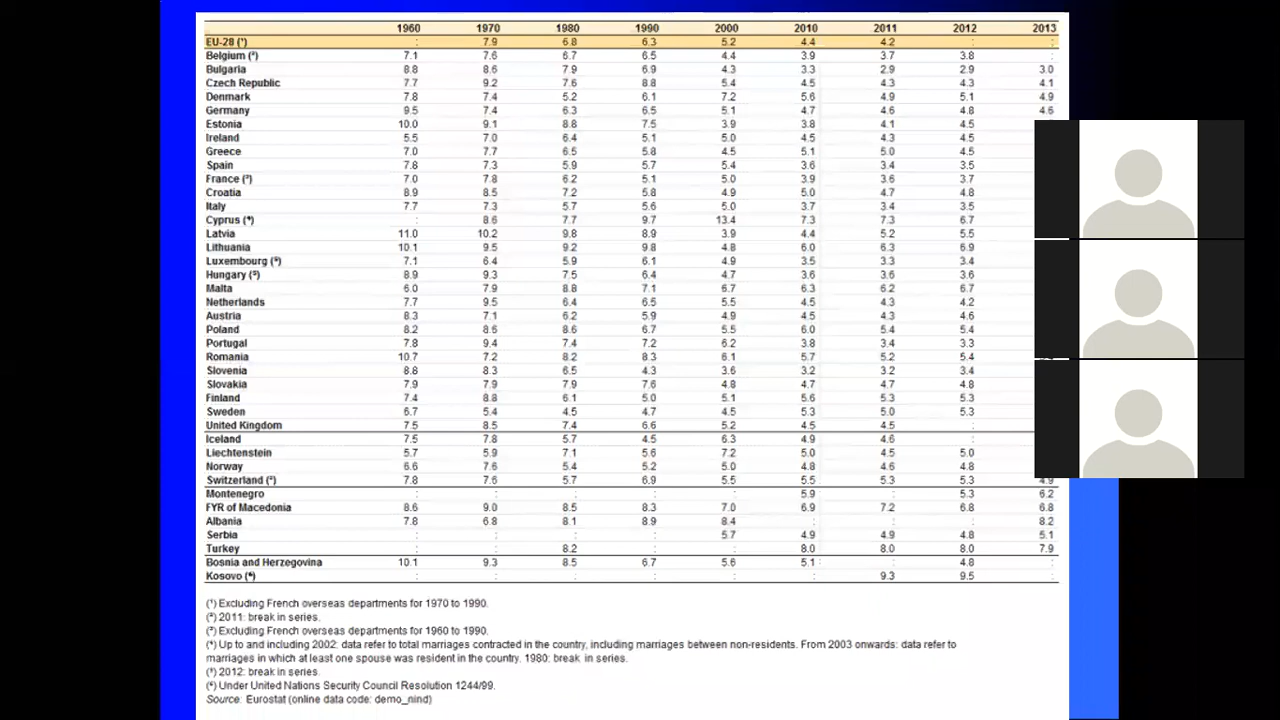 1960 1970 1980 1990 2000 2010 2011 2012 2013
EU-28 (¹) : 7.9 6.8 6.3 5.2 4.4 4.2 : :
Belgium (²) 7.1 7.6 6.7 6.5 4.4 3.9 3.7 3.8 :
Bulgaria 8.8 8.6 7.9 6.9 4.3 3.3 2.9 2.9 3.0
Czech Republic 7.7 9.2 7.6 8.8 5.4 4.5 4.3 4.3 4.1
Denmark 7.8 7.4 5.2 6.1 7.2 5.6 4.9 5.1 4.9
Germany 9.5 7.4 6.3 6.5 5.1 4.7 4.6 4.8 4.6
Estonia 10.0 9.1 8.8 7.5 3.9 3.8 4.1 4.5
Ireland 5.5 7.0 6.4 5.1 5.0 4.5 4.3 4.5
Greece 7.0 7.7 6.5 5.8 4.5 5.1 5.0 4.5
Spain 7.8 7.3 5.9 5.7 5.4 3.6 3.4 3.5
France (³) 7.0 7.8 6.2 5.1 5.0 3.9 3.6 3.7
Croatia 8.9 8.5 7.2 5.8 4.9 5.0 4.7 4.8
Italy 7.7 7.3 5.7 5.6 5.0 3.7 3.4 3.5
Cyprus (⁴) : 8.6 7.7 9.7 13.4 7.3 7.3 6.7
Latvia 11.0 10.2 9.8 8.9 3.9 4.4 5.2 5.5
Lithuania 10.1 9.5 9.2 9.8 4.8 6.0 6.3 6.9
Luxembourg 7.1 6.4 5.9 6.1 4.9 3.5 3.3 3.4
Hungary 8.9 9.3 7.5 6.4 4.7 3.6 3.6 3.6
Malta 6.0 7.9 8.8 7.1 6.7 6.3 6.2 6.7
Netherlands 7.7 9.5 6.4 6.5 5.5 4.5 4.3 4.2
Austria 8.3 7.1 6.2 5.9 4.9 4.5 4.3 4.6
Poland 8.2 8.6 8.6 6.7 5.5 6.0 5.4 5.4
Portugal 7.8 9.4 7.4 7.2 6.2 3.8 3.4 3.3
Romania 10.7 7.2 8.2 8.3 6.1 5.7 5.2 5.4
Slovenia 8.8 8.3 6.5 4.3 3.6 3.2 3.2 3.4
Slovakia 7.9 7.9 7.9 7.6 4.8 4.7 4.7 4.8
Finland 7.4 8.8 6.1 5.0 5.1 5.6 5.3 5.3
Sweden 6.7 5.4 4.5 4.7 4.5 5.3 5.0 5.3
United Kingdom 7.5 8.5 7.4 6.6 5.2 4.5 4.5 :
Iceland 7.5 7.8 5.7 4.5 6.3 4.9 4.6 :
Liechtenstein 5.7 5.9 7.1 5.6 7.2 5.0 4.5 5.0
Norway 6.6 7.6 5.4 5.2 5.0 4.8 4.6 4.8
Switzerland 7.8 7.6 5.7 6.9 5.5 5.5 5.3 5.3 4.9
Montenegro : : : : : 5.9 : 5.3 6.2
FYR of Macedonia 8.6 9.0 8.5 8.3 7.0 6.9 7.2 6.8 6.8
Albania 7.8 6.8 8.1 8.9 8.4 : : : 8.2
Serbia : : : : 5.7 4.9 4.9 4.8 5.1
Turkey : : 8.2 : : 8.0 8.0 8.0 7.9
Bosnia and Herzegovina 10.1 9.3 8.5 6.7 5.6 5.1 : 4.8 :
Kosovo (⁶) : : : : : : 9.3 9.5 :
(¹) Excluding French overseas departments for 1970 to 1990.
(²) 2011: break in series.
(³) Excluding French overseas departments for 1960 to 1990.
(⁴) Up to and including 2002: data refer to total marriages contracted in the country, including marriages between non-residents. From 2003 onwards: data refer to
marriages in which at least one spouse was resident in the country. 1980: break in series.
(⁵) 2012: break in series.
(⁶) Under United Nations Security Council Resolution 1244/99.
Source: Eurostat (online data code: demo_nind)